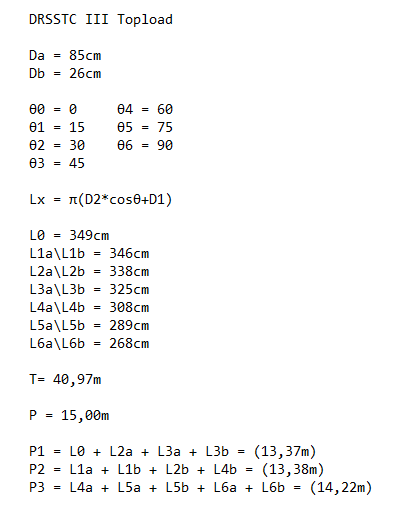 DRSSTC III Topload
Da = 85cm
Db = 26cm
θ0 = 0     θ4 = 60
θ1 = 15    θ5 = 75
θ2 = 30    θ6 = 90
θ3 = 45
Lx = π(D2*cosθ+D1)
L0 = 349cm
L1a\L1b = 346cm
L2a\L2b = 338cm
L3a\L3b = 325cm
L4a\L4b = 308cm
L5a\L5b = 289cm
L6a\L6b = 268cm
T= 40,97m
P = 15,00m
P1 = L0 + L2a + L3a + L3b = (13,37m)
P2 = L1a + L1b + L2b + L4b = (13,38m)
P3 = L4a + L5a + L5b + L6a + L6b = (14,22m)